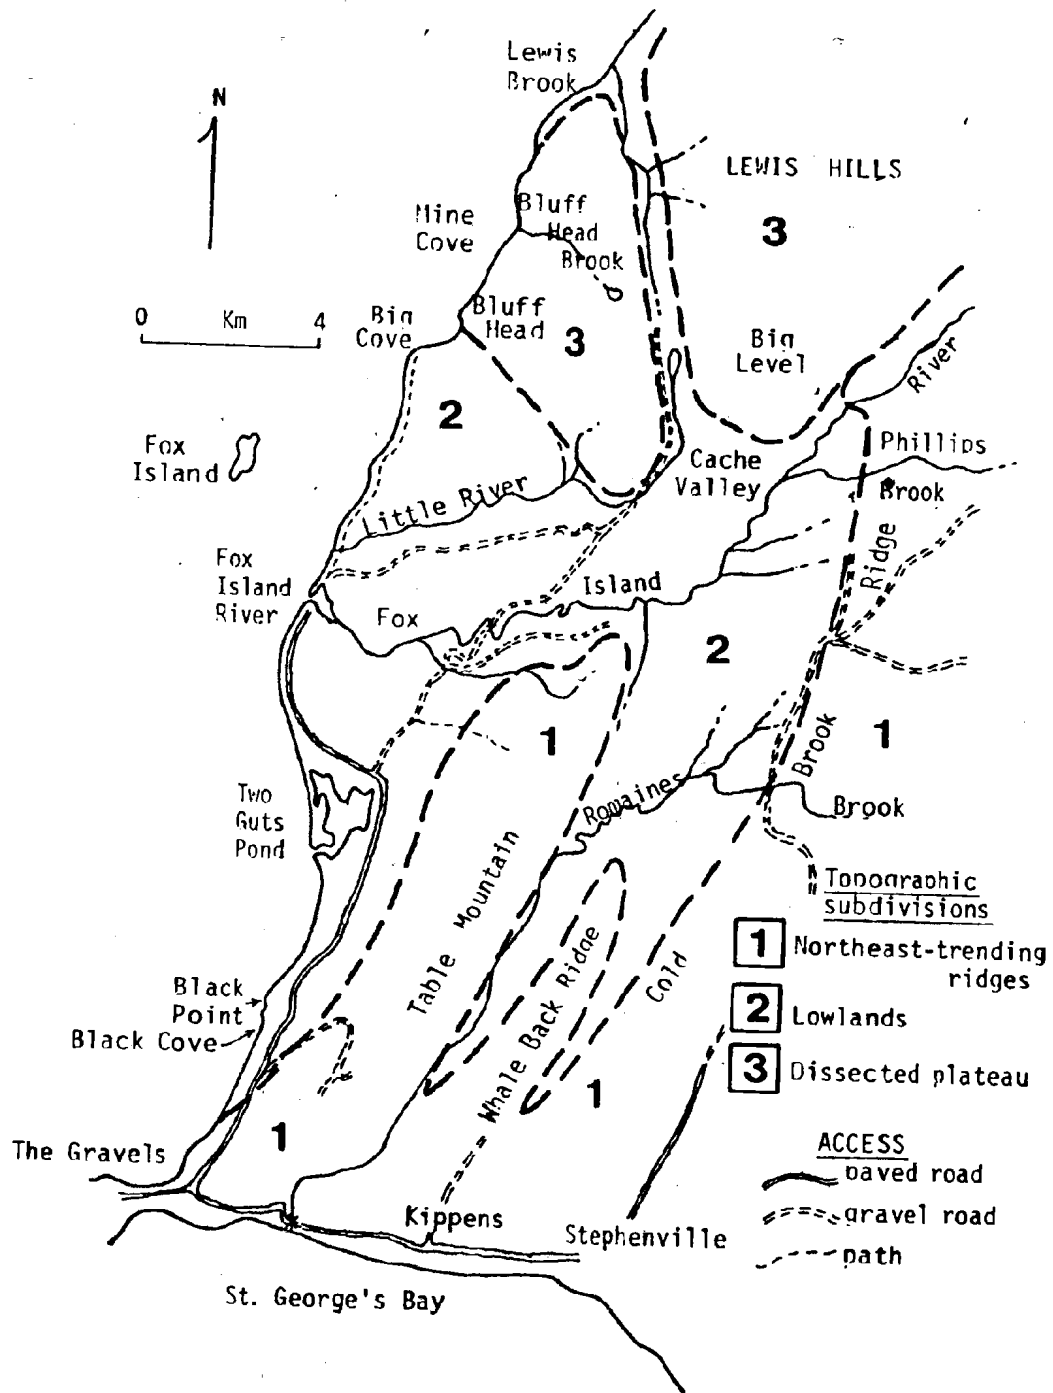 Lewis
Brook
N
LEWIS HILLS
3
Mine
Cove
Bluff
Head
Brook
0 Km 4
Big
Cove
Bluff
Head
3
Big
Level
River
2
Fox
Island
Phillips
Brook
Cache
Valley
Little River
Ridge
Fox
Island
River
Fox
Island
2
1
1
Brook
Two
Guts
Pond
Romaines
Brook
Table Mountain
Topographic
subdivisions
1 Northeast-trending
ridges
Whale Back Ridge
Cold
Black
Point
Black Cove
2 Lowlands
3 Dissected plateau
1
1
The Gravels
ACCESS
paved road
gravel road
path
Kippens
Stephenville
St. George's Bay